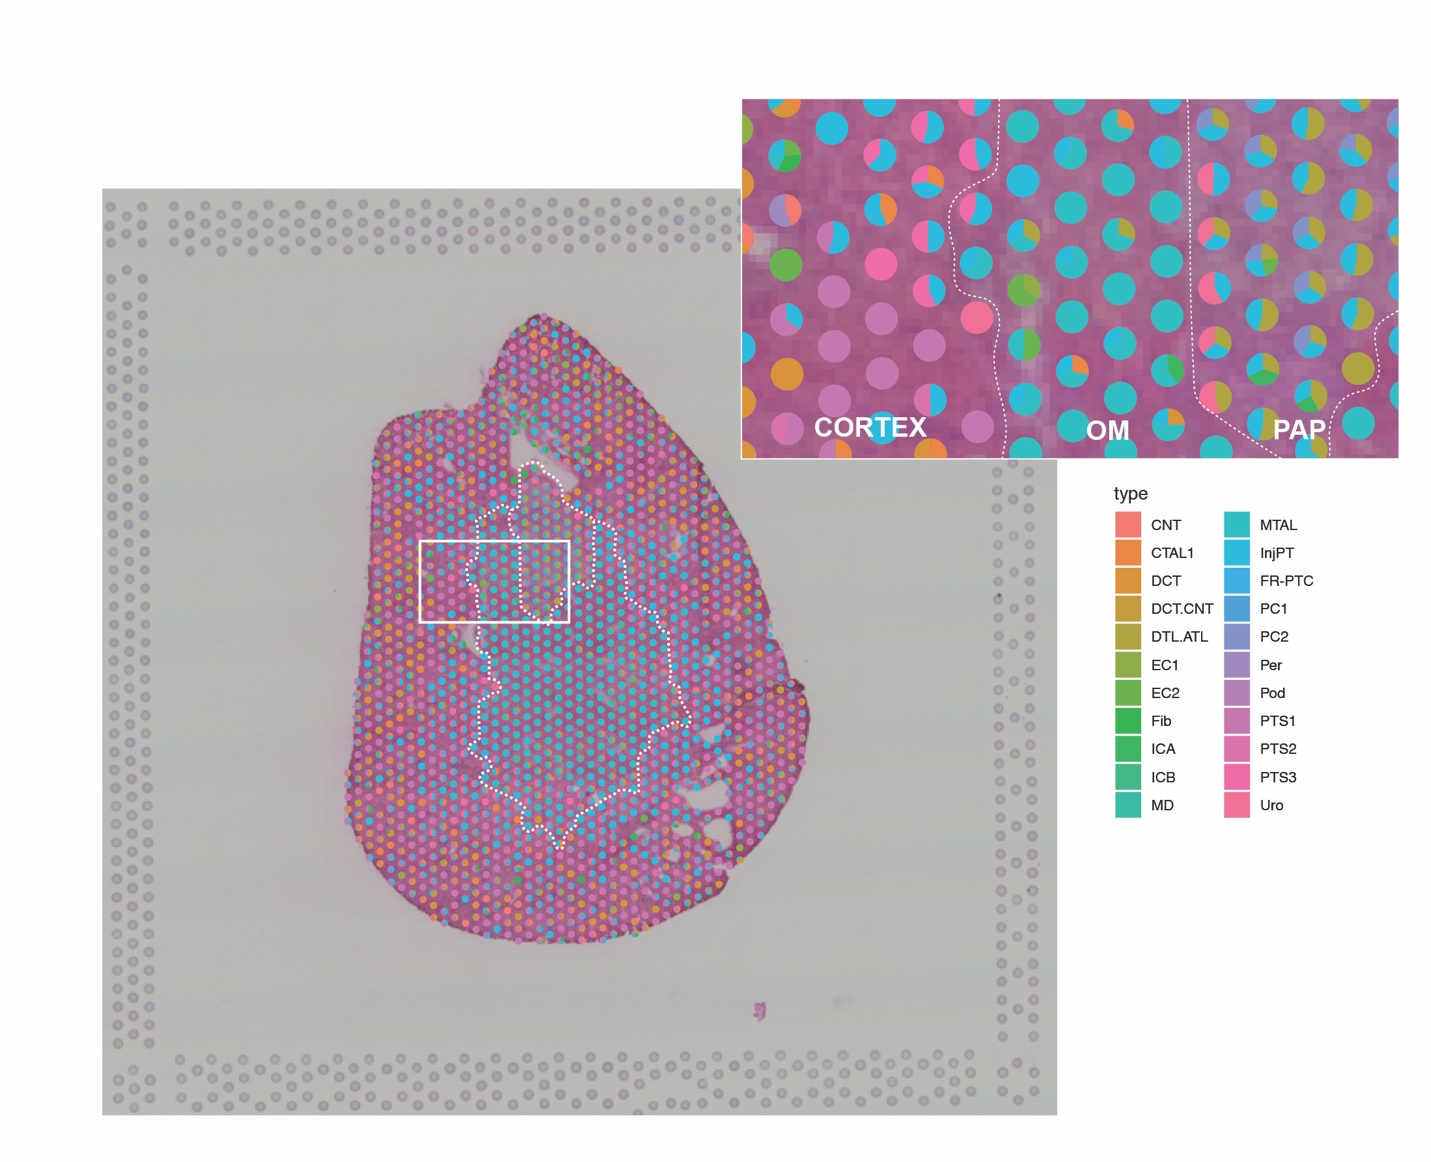 CORTEX
OM
PAP
type
CNT MTAL
CTAL1 InjPT
DCT FR-PTC
DCT.CNT PC1
DTL.ATL PC2
EC1 Per
EC2 Pod
Fib PTS1
ICA PTS2
ICB PTS3
MD Uro